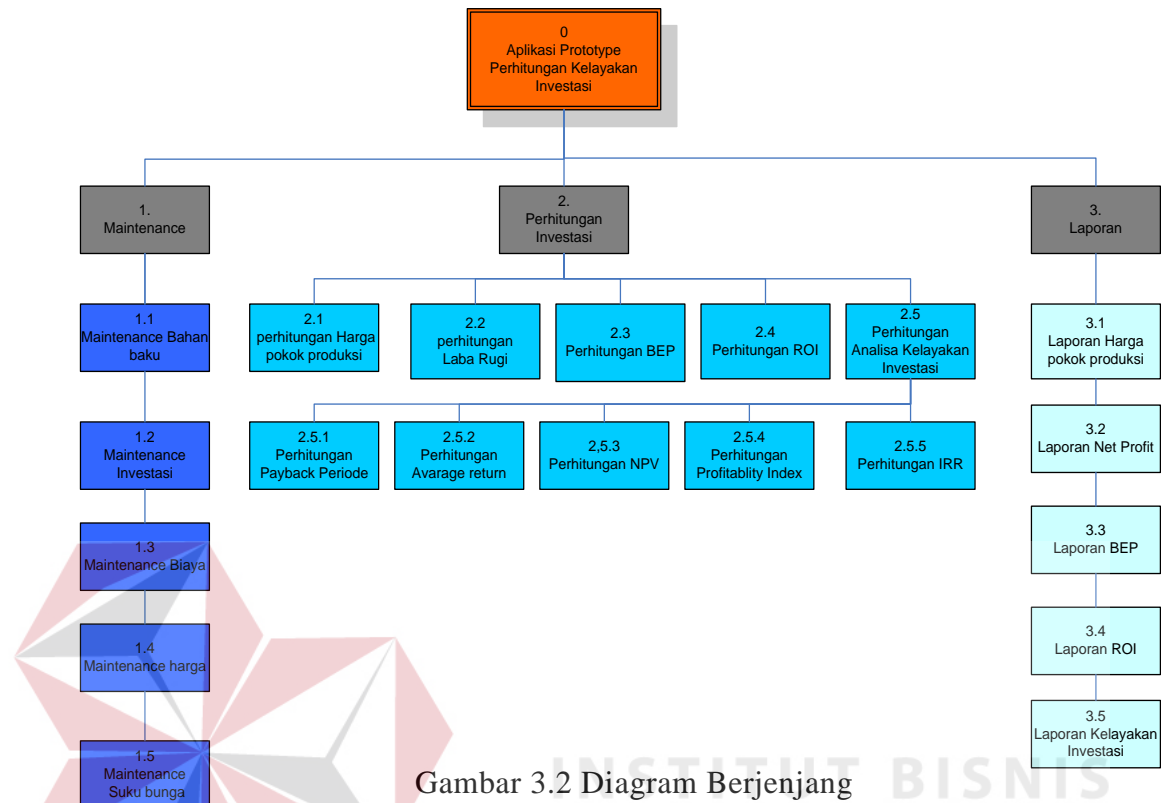 0
Aplikasi Prototype
Perhitungan Kelayakan
Investasi
1.
Maintenance
2.
Perhitungan
Investasi
3.
Laporan
1.1
Maintenance Bahan
baku
2.1
perhitungan Harga
pokok produksi
2.2
perhitungan
Laba Rugi
2.3
Perhitungan BEP
2.4
Perhitungan ROI
2.5
Perhitungan
Analisa Kelayakan
Investasi
3.1
Laporan Harga
pokok produksi
1.2
Maintenance
Investasi
2.5.1
Perhitungan
Payback Periode
2.5.2
Perhitungan
Avarage return
2,5.3
Perhitungan NPV
2.5.4
Perhitungan
Profitablity Index
2.5.5
Perhitungan IRR
3.2
Laporan Net Profit
1.3
Maintenance Biaya
3.3
Laporan BEP
1.4
Maintenance harga
3.4
Laporan ROI
1.5
Maintenance
Suku bunga
3.5
Laporan Kelayakan
Investasi
Gambar 3.2 Diagram Berjenjang
INSTITUT BISNIS